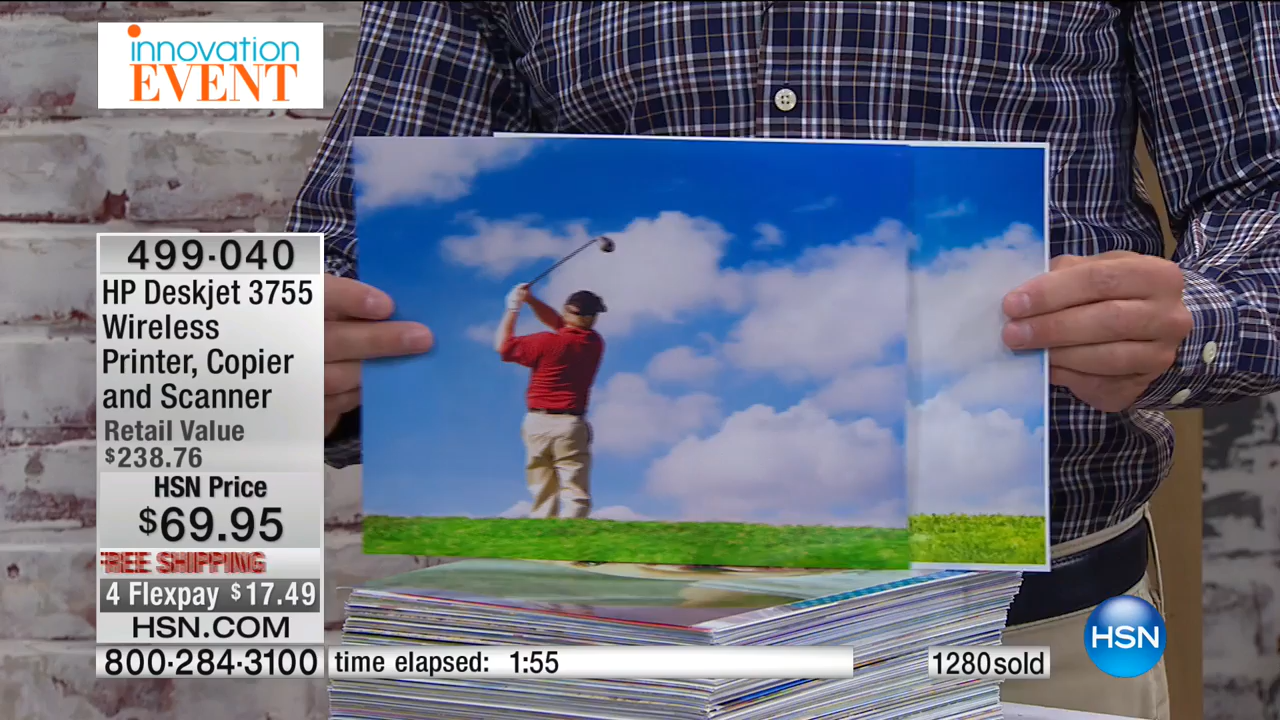 innovation
EVENT
499·040
HP Deskjet 3755
Wireless
Printer, Copier
and Scanner
Retail Value
$238.76
HSN Price
$69.95
FREE SHIPPING
4 Flexpay $17.49
HSN.COM
800·284·3100
time elapsed: 1:55
1280 sold
HSN